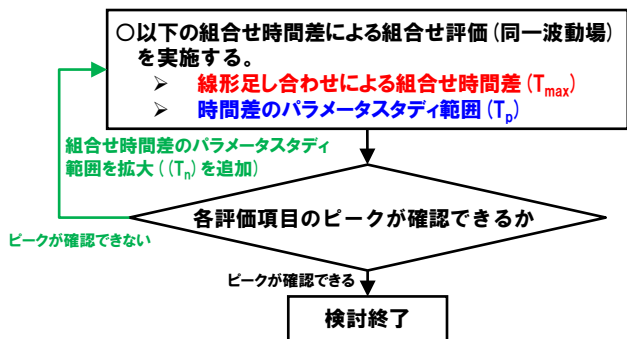 ○以下の組合せ時間差による組合せ評価(同一波動場)
を実施する。
➢ 線形足し合わせによる組合せ時間差(Tmax)
➢ 時間差のパラメータスタディ範囲(Tp)
組合せ時間差のパラメータスタディ
範囲を拡大((Tn)を追加)
各評価項目のピークが確認できるか
ピークが確認できない
ピークが確認できる
検討終了